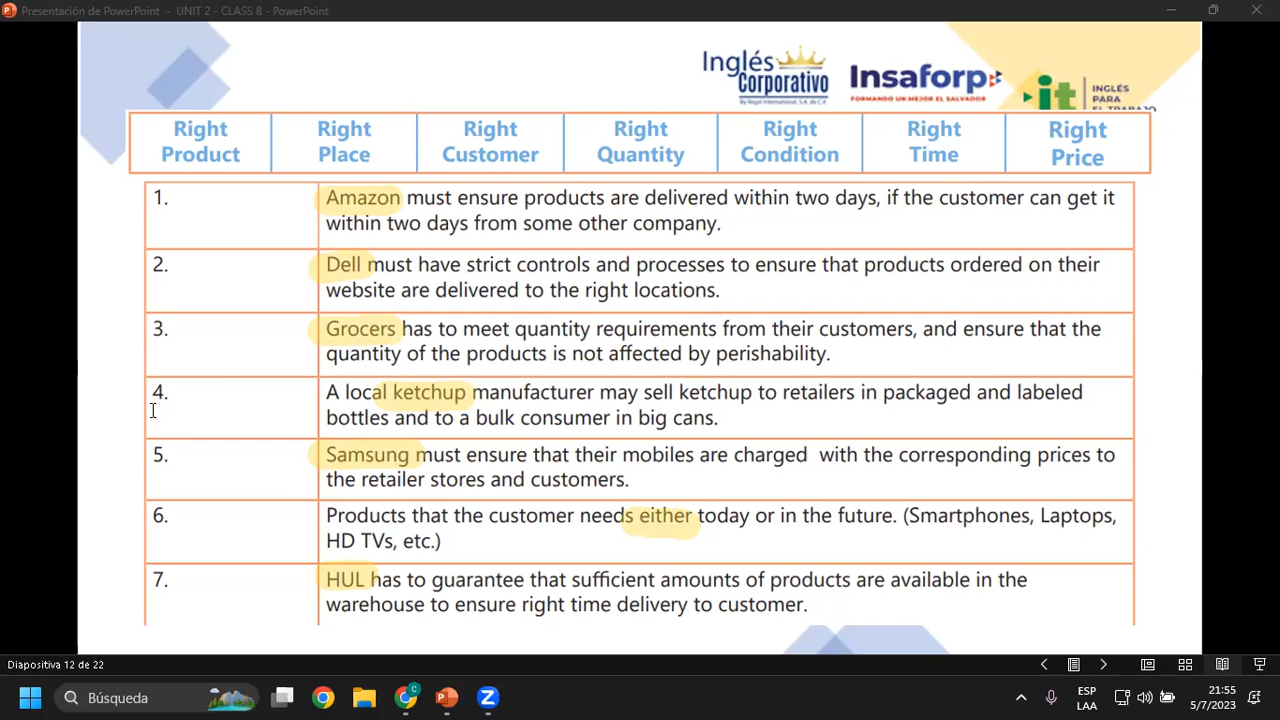 Presentación de PowerPoint - UNIT 2 - CLASS 8 - PowerPoint
Inglés
Corporativo
By Regal International, S.A. de C.V.
Insaforp
FORMANDO UN MEJOR EL SALVADOR
it
INGLÉS
PARA
EL TRABAJO
Right Product
Right Place
Right Customer
Right Quantity
Right Condition
Right Time
Right Price
1.
Amazon must ensure products are delivered within two days, if the customer can get it
within two days from some other company.
2.
Dell must have strict controls and processes to ensure that products ordered on their
website are delivered to the right locations.
3.
Grocers has to meet quantity requirements from their customers, and ensure that the
quantity of the products is not affected by perishability.
4.
A local ketchup manufacturer may sell ketchup to retailers in packaged and labeled
bottles and to a bulk consumer in big cans.
5.
Samsung must ensure that their mobiles are charged with the corresponding prices to
the retailer stores and customers.
6.
Products that the customer needs either today or in the future. (Smartphones, Laptops,
HD TVs, etc.)
7.
HUL has to guarantee that sufficient amounts of products are available in the
warehouse to ensure right time delivery to customer.
Diapositiva 12 de 22
Búsqueda
ESP
LAA
21:55
5/7/2023